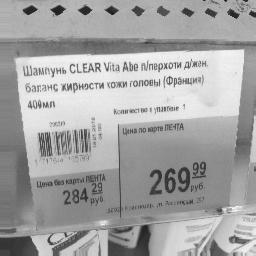 Шампунь CLEAR Vita Abe п/перхоти д/жен.
баланс жирности кожи головы (Франция)
400мл
Количество в упаковке 1
Цена по карте ЛЕНТА
269 99
руб.
Цена без карты ЛЕНТА
284 29
руб.